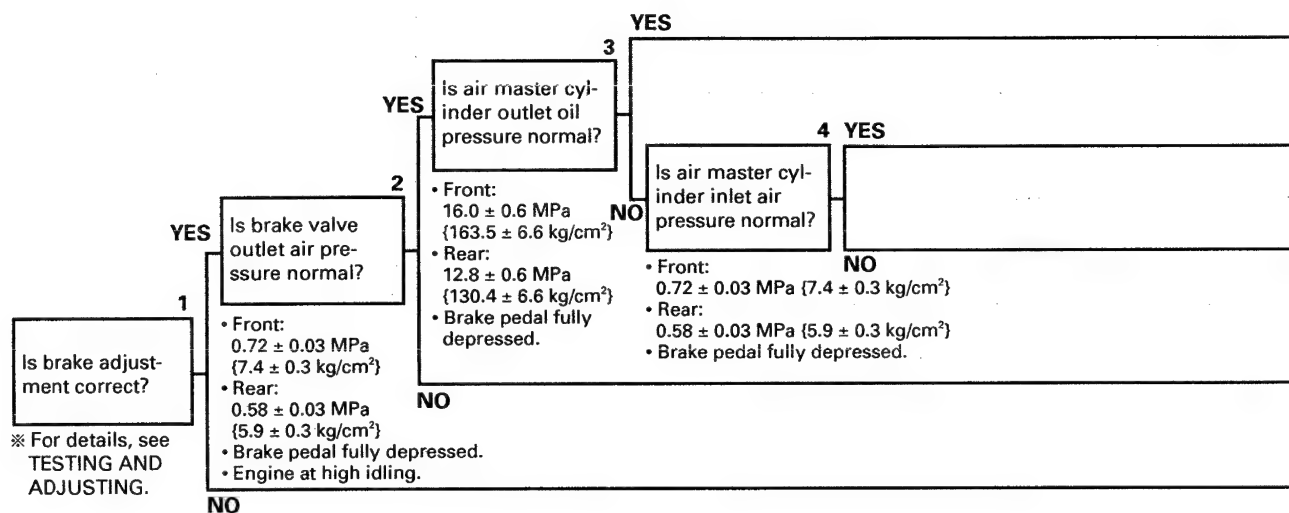 1
Is brake adjust-
ment correct?
※ For details, see
TESTING AND
ADJUSTING.
YES
NO
2
Is brake valve
outlet air pre-
ssure normal?
• Front:
0.72 ± 0.03 MPa
{7.4 ± 0.3 kg/cm²}
• Rear:
0.58 ± 0.03 MPa
{5.9 ± 0.3 kg/cm²}
• Brake pedal fully depressed.
• Engine at high idling.
YES
NO
3
Is air master cyl-
inder outlet oil
pressure normal?
• Front:
16.0 ± 0.6 MPa
{163.5 ± 6.6 kg/cm²}
• Rear:
12.8 ± 0.6 MPa
{130.4 ± 6.6 kg/cm²}
• Brake pedal fully
depressed.
YES
NO
4
Is air master cyl-
inder inlet air
pressure normal?
• Front:
0.72 ± 0.03 MPa {7.4 ± 0.3 kg/cm²}
• Rear:
0.58 ± 0.03 MPa {5.9 ± 0.3 kg/cm²}
• Brake pedal fully depressed.
YES
NO